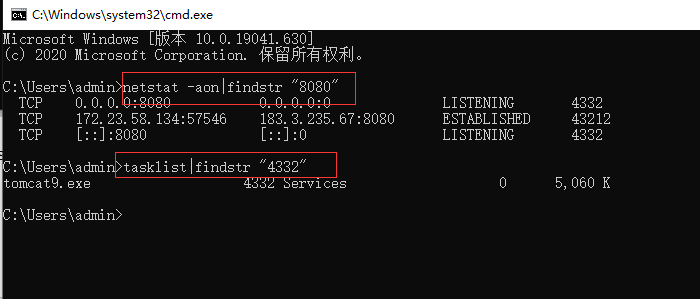 C:\Windows\system32\cmd.exe
Microsoft Windows [版本 10.0.19041.630]
(c) 2020 Microsoft Corporation. 保留所有权利。
C:\Users\admin>netstat -aon|findstr "8080"
TCP 0.0.0.0:8080 0.0.0.0:0 LISTENING 4332
TCP 172.23.58.134:57546 183.3.235.67:8080 ESTABLISHED 43212
TCP [::]:8080 [::]:0 LISTENING 4332
C:\Users\admin>tasklist|findstr "4332"
tomcat9.exe 4332 Services 0 5,060 K
C:\Users\admin>